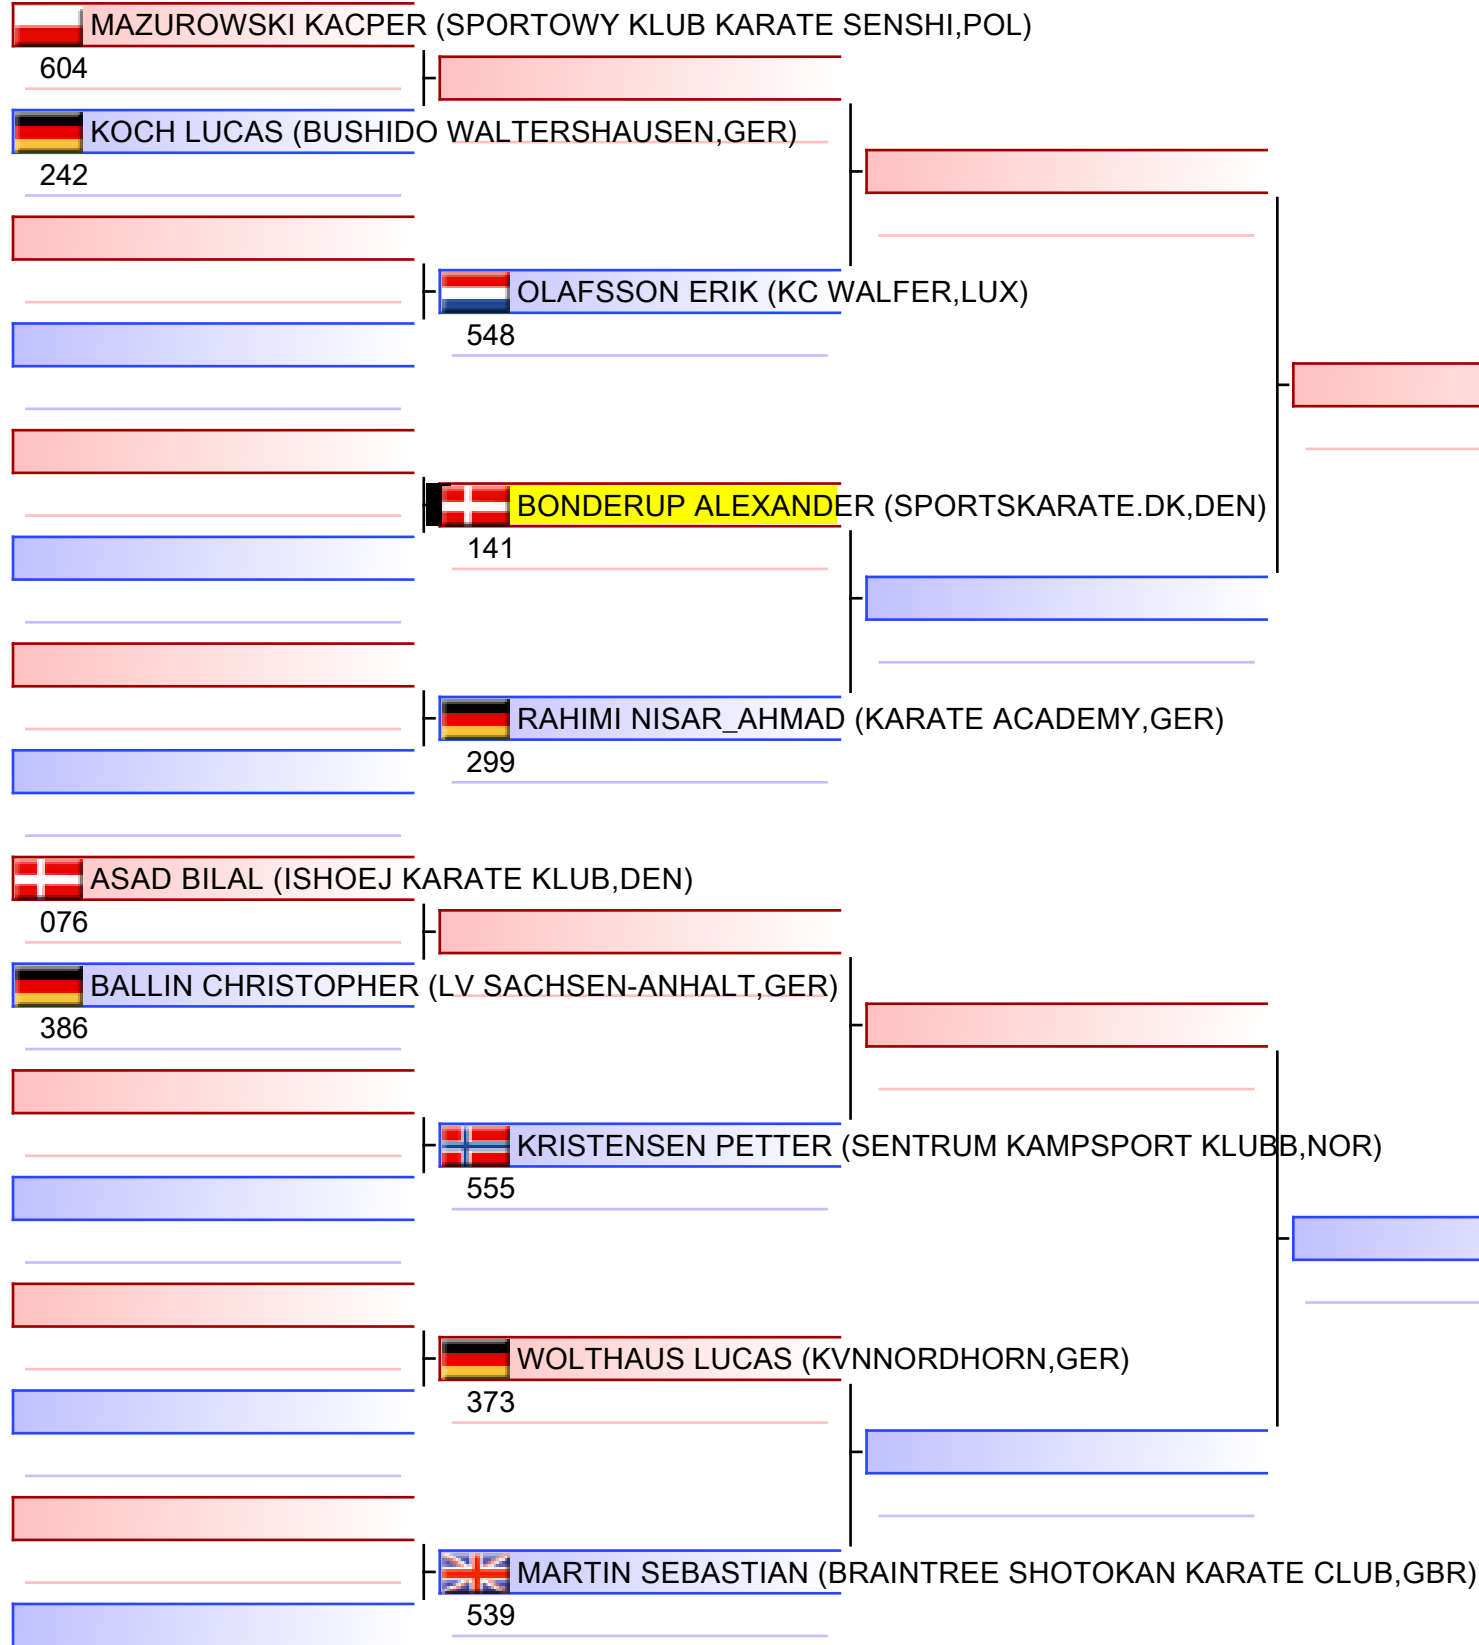 MAZUROWSKI KACPER (SPORTOWY KLUB KARATE SENSHI,POL)
604
KOCH LUCAS (BUSHIDO WALTERSHAUSEN,GER)
242
OLAFSSON ERIK (KC WALFER,LUX)
548
BONDERUP ALEXANDER (SPORTSKARATE.DK,DEN)
141
RAHIMI NISAR_AHMAD (KARATE ACADEMY,GER)
299
ASAD BILAL (ISHOEJ KARATE KLUB,DEN)
076
BALLIN CHRISTOPHER (LV SACHSEN-ANHALT,GER)
386
KRISTENSEN PETTER (SENTRUM KAMPSPORT KLUBB,NOR)
555
WOLTHAUS LUCAS (KVNNORDHORN,GER)
373
MARTIN SEBASTIAN (BRAINTREE SHOTOKAN KARATE CLUB,GBR)
539